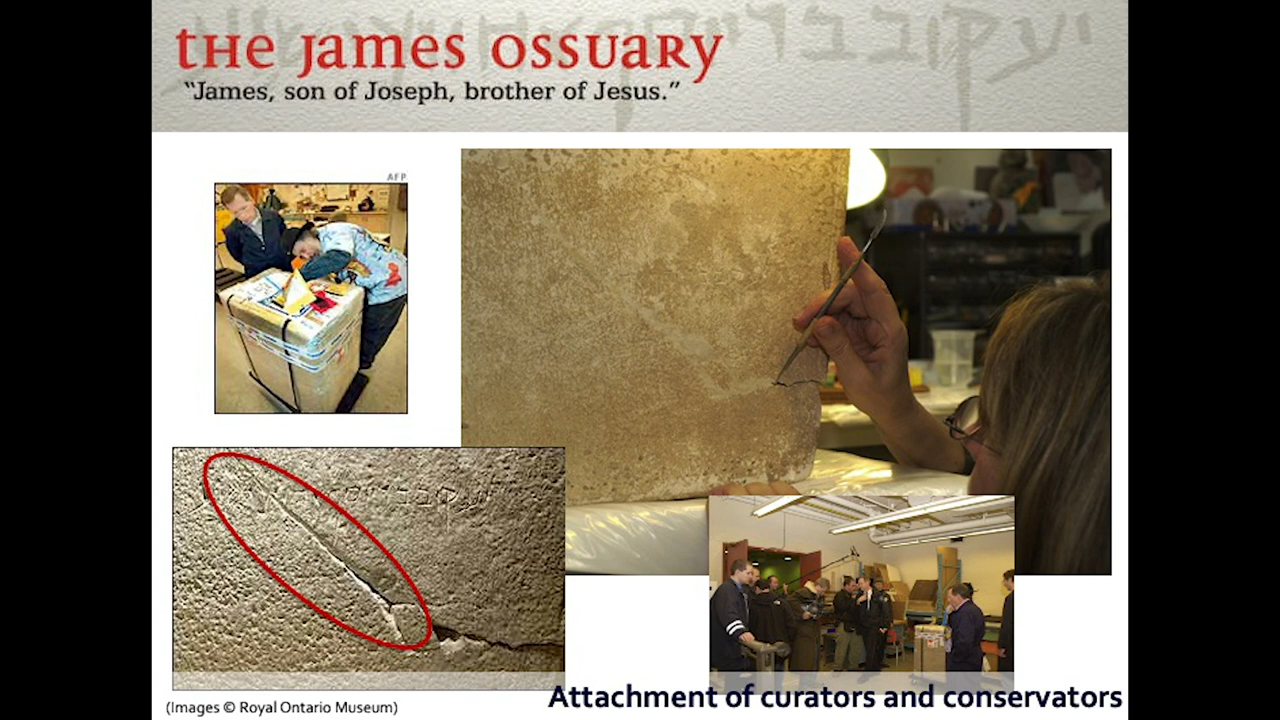 יעקובבר
the James Ossuary
“James, son of Joseph, brother of Jesus.”
AFP
(Images © Royal Ontario Museum)
Attachment of curators and conservators